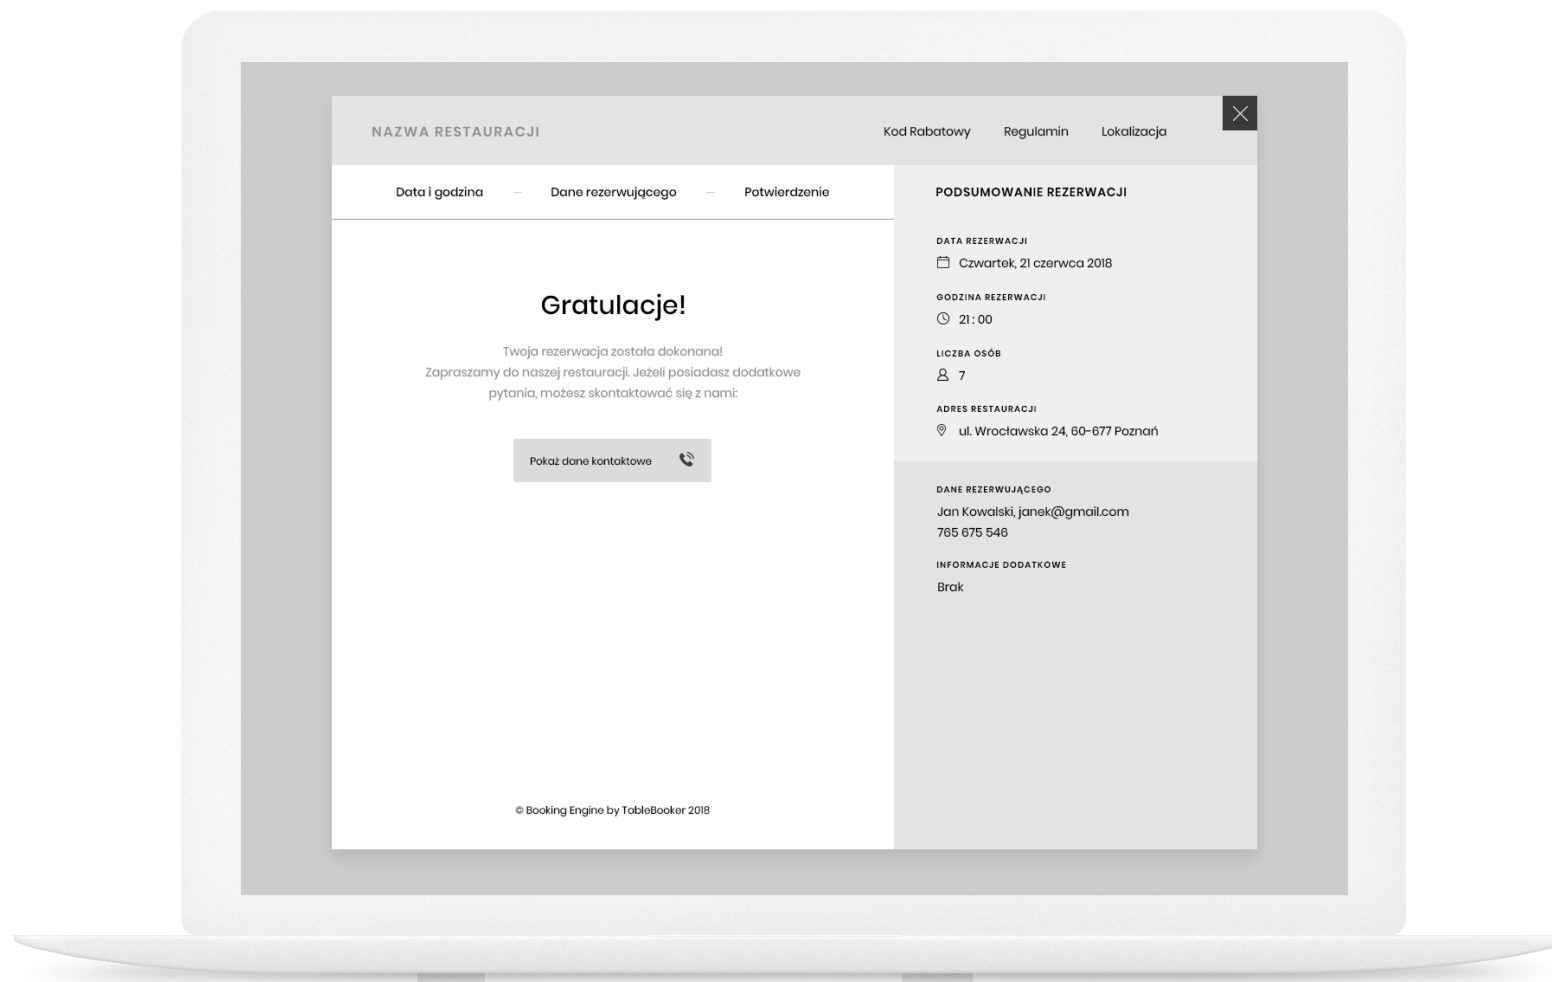 NAZWA RESTAURACJI
Kod Rabatowy
Regulamin
Lokalizacja
Data i godzina — Dane rezerwującego — Potwierdzenie
Gratulacje!
Twoja rezerwacja została dokonana!
Zapraszamy do naszej restauracji. Jeżeli posiadasz dodatkowe
pytania, możesz skontaktować się z nami:
Pokaż dane kontaktowe
© Booking Engine by TableBooker 2018
PODSUMOWANIE REZERWACJI
DATA REZERWACJI
Czwartek, 21 czerwca 2018
GODZINA REZERWACJI
21 : 00
LICZBA OSÓB
7
ADRES RESTAURACJI
ul. Wrocławska 24, 60-677 Poznań
DANE REZERWUJĄCEGO
Jan Kowalski, janek@gmail.com
765 675 546
INFORMACJE DODATKOWE
Brak